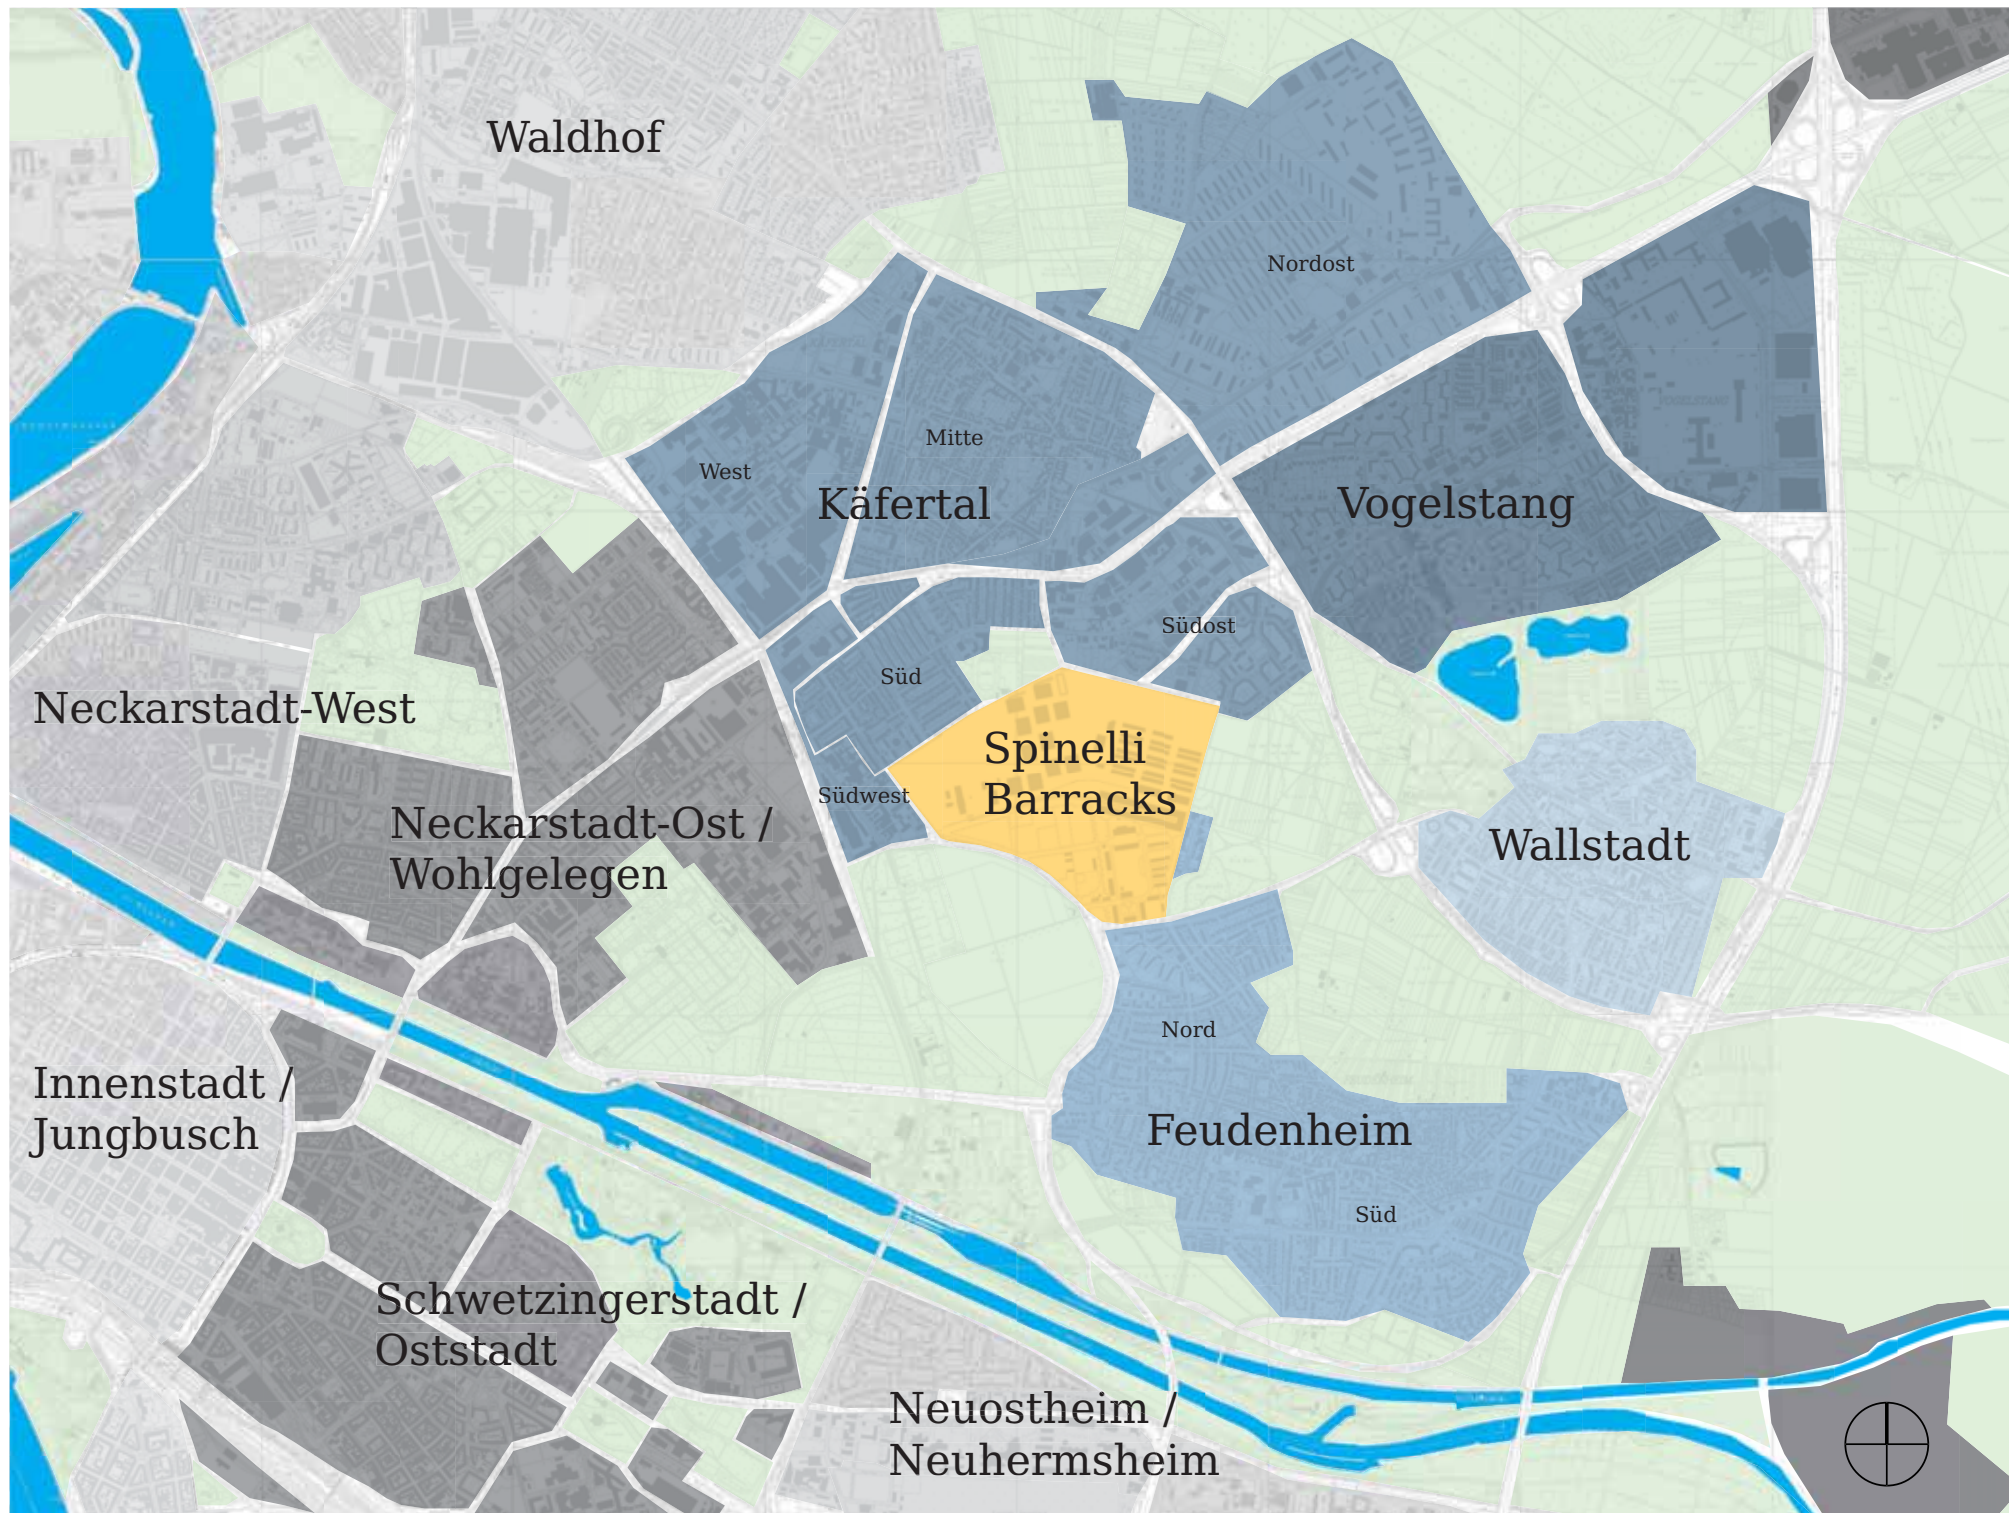 Waldhof
Nordost
Mitte
West
Käfertal
Vogelstang
Südost
Süd
Neckarstadt-West
Spinelli
Barracks
Südwest
Neckarstadt-Ost /
Wohlgelegen
Wallstadt
Nord
Innenstadt /
Jungbusch
Feudenheim
Süd
Schwetzingerstadt /
Oststadt
Neuostheim /
Neuhermsheim